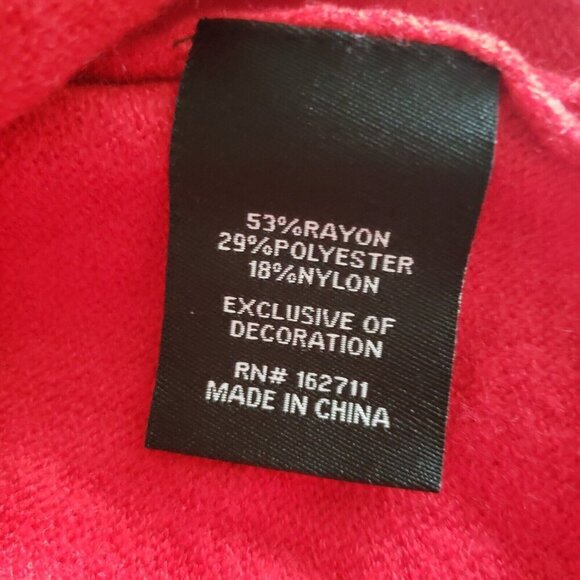 53%RAYON
29%POLYESTER
18%NYLON
EXCLUSIVE OF
DECORATION
RN# 162711
MADE IN CHINA